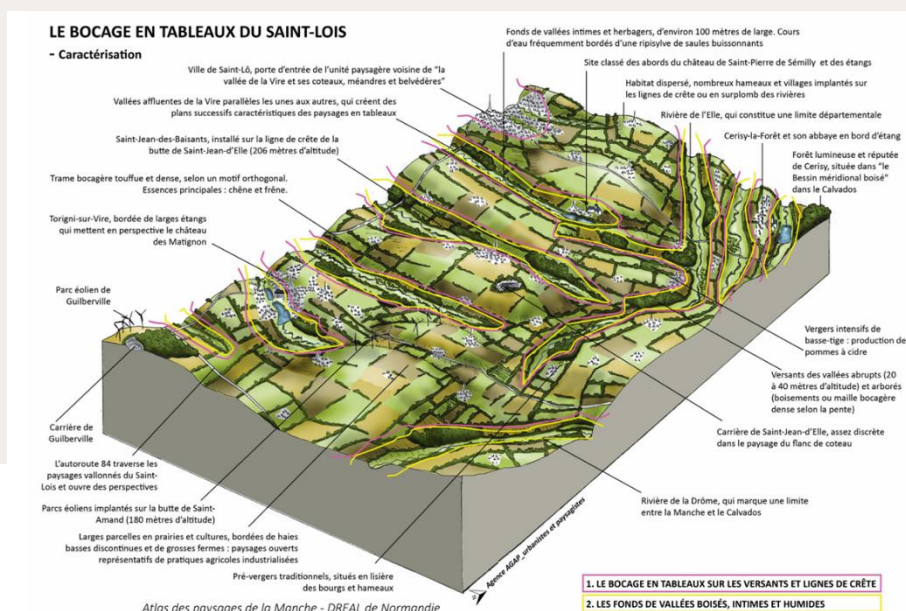 LE BOCAGE EN TABLEAUX DU SAINT-LOIS
- Caractérisation
Ville de Saint-Lô, porte d'entrée de l'unité paysagère voisine de "la
vallée de la Vire et ses coteaux, méandres et belvédères"
Vallées affluentes de la Vire parallèles les unes aux autres, qui créent des
plans successifs caractéristiques des paysages en tableaux
Saint-Jean-des-Baisants, installé sur la ligne de crête de la
butte de Saint-Jean-d'Elle (206 mètres d'altitude)
Trame bocagère touffue et dense, selon un motif orthogonal.
Essences principales : chêne et frêne.
Torigni-sur-Vire, bordée de larges étangs
qui mettent en perspective le château
des Matignon
Parc éolien de
Guilberville
Fonds de vallées intimes et herbagers, d'environ 100 mètres de large. Cours
d'eau fréquemment bordés d'une ripisylve de saules buissonnants
Site classé des abords du château de Saint-Pierre de Sémilly et des étangs
Habitat dispersé, nombreux hameaux et villages implantés sur
les lignes de crête ou en surplomb des rivières
Rivière de l'Elle, qui constitue une limite départementale
Cerisy-la-Forêt et son abbaye en bord d'étang
Forêt lumineuse et réputée
de Cerisy, située dans "le
Bessin méridional boisé"
dans le Calvados
Vergers intensifs de
basse-tige : production de
pommes à cidre
Versants des vallées abrupts (20
à 40 mètres d'altitude) et arborés
(boisements ou maille bocagère
dense selon la pente)
Carrière de Saint-Jean-d'Elle, assez discrète
dans le paysage du flanc de coteau
Rivière de la Drôme, qui marque une limite
entre la Manche et le Calvados
Carrière de
Guilberville
L'autoroute 84 traverse les
paysages vallonnés du Saint-
Lois et ouvre des perspectives
Parcs éoliens implantés sur la butte de Saint-
Amand (180 mètres d'altitude)
Larges parcelles en prairies et cultures, bordées de haies
basses discontinues et de grosses fermes : paysages ouverts
représentatifs de pratiques agricoles industrialisées
Pré-vergers traditionnels, situés en lisière
des bourgs et hameaux
Agence AGAP_urbanistes et paysagistes
1. LE BOCAGE EN TABLEAUX SUR LES VERSANTS ET LIGNES DE CRÊTE
2. LES FONDS DE VALLÉES BOISÉS, INTIMES ET HUMIDES
Atlas des paysages de la Manche - DREAL de Normandie